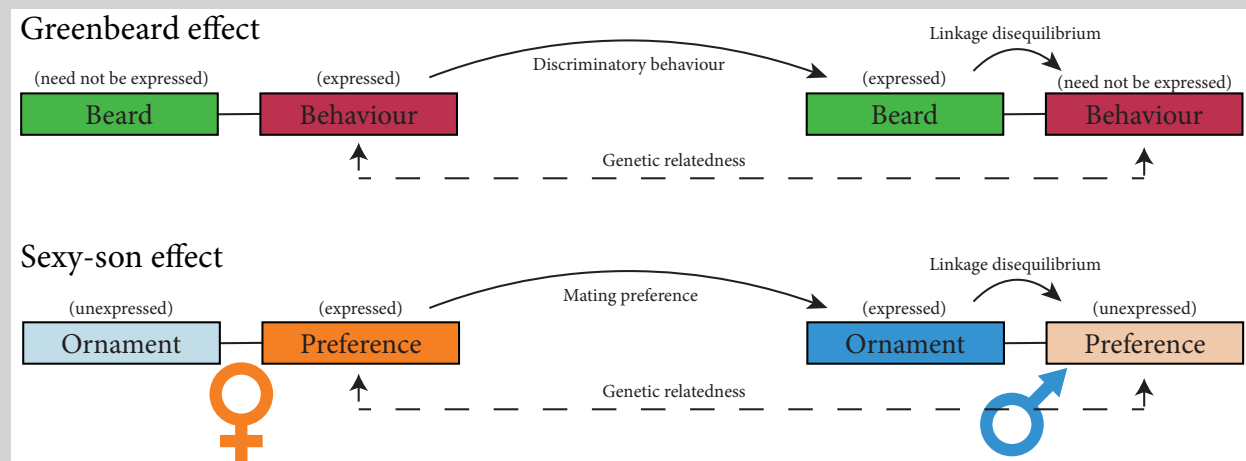 Greenbeard effect
Linkage disequilibrium
(need not be expressed)
(expressed)
Discriminatory behaviour
(expressed)
(need not be expressed)
Beard
Behaviour
Beard
Behaviour
Genetic relatedness
Sexy-son effect
Linkage disequilibrium
(unexpressed)
(expressed)
Mating preference
(expressed)
(unexpressed)
Ornament
Preference
Ornament
Preference
Genetic relatedness